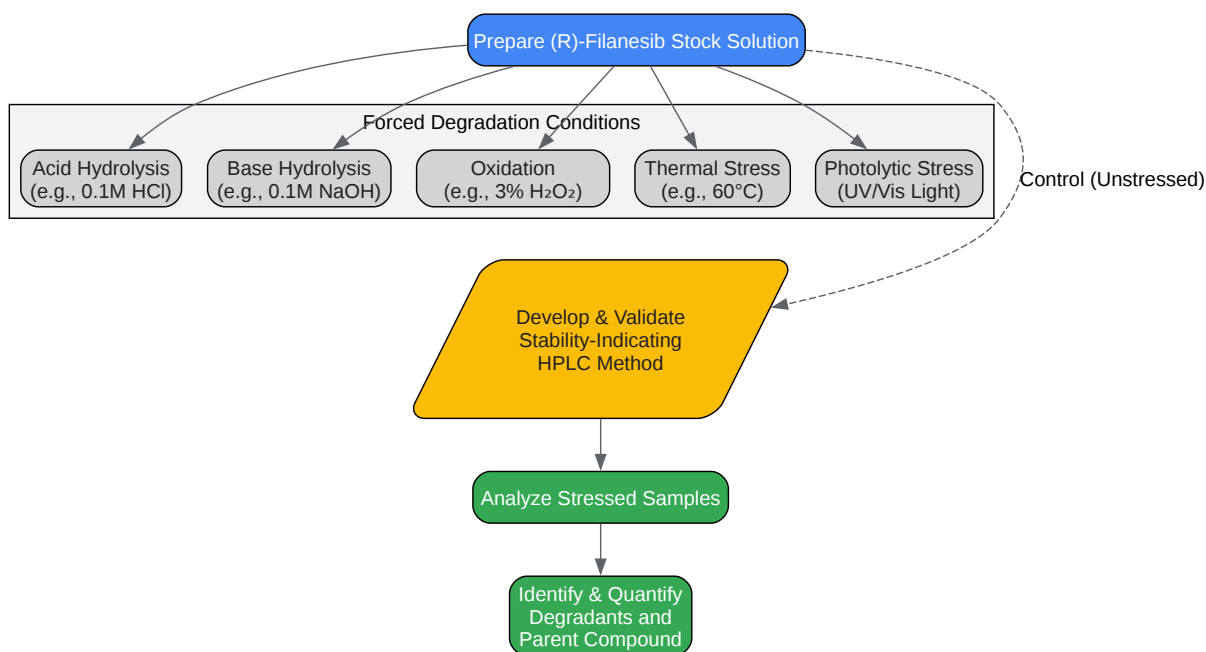 Prepare (R)-Filanesib Stock Solution
Forced Degradation Conditions
Acid Hydrolysis
(e.g., 0.1M HCl)
Base Hydrolysis
(e.g., 0.1M NaOH)
Oxidation
(e.g., 3% H₂O₂)
Thermal Stress
(e.g., 60°C)
Photolytic Stress
(UV/Vis Light)
Control (Unstressed)
Develop & Validate
Stability-Indicating
HPLC Method
Analyze Stressed Samples
Identify & Quantify
Degradants and
Parent Compound